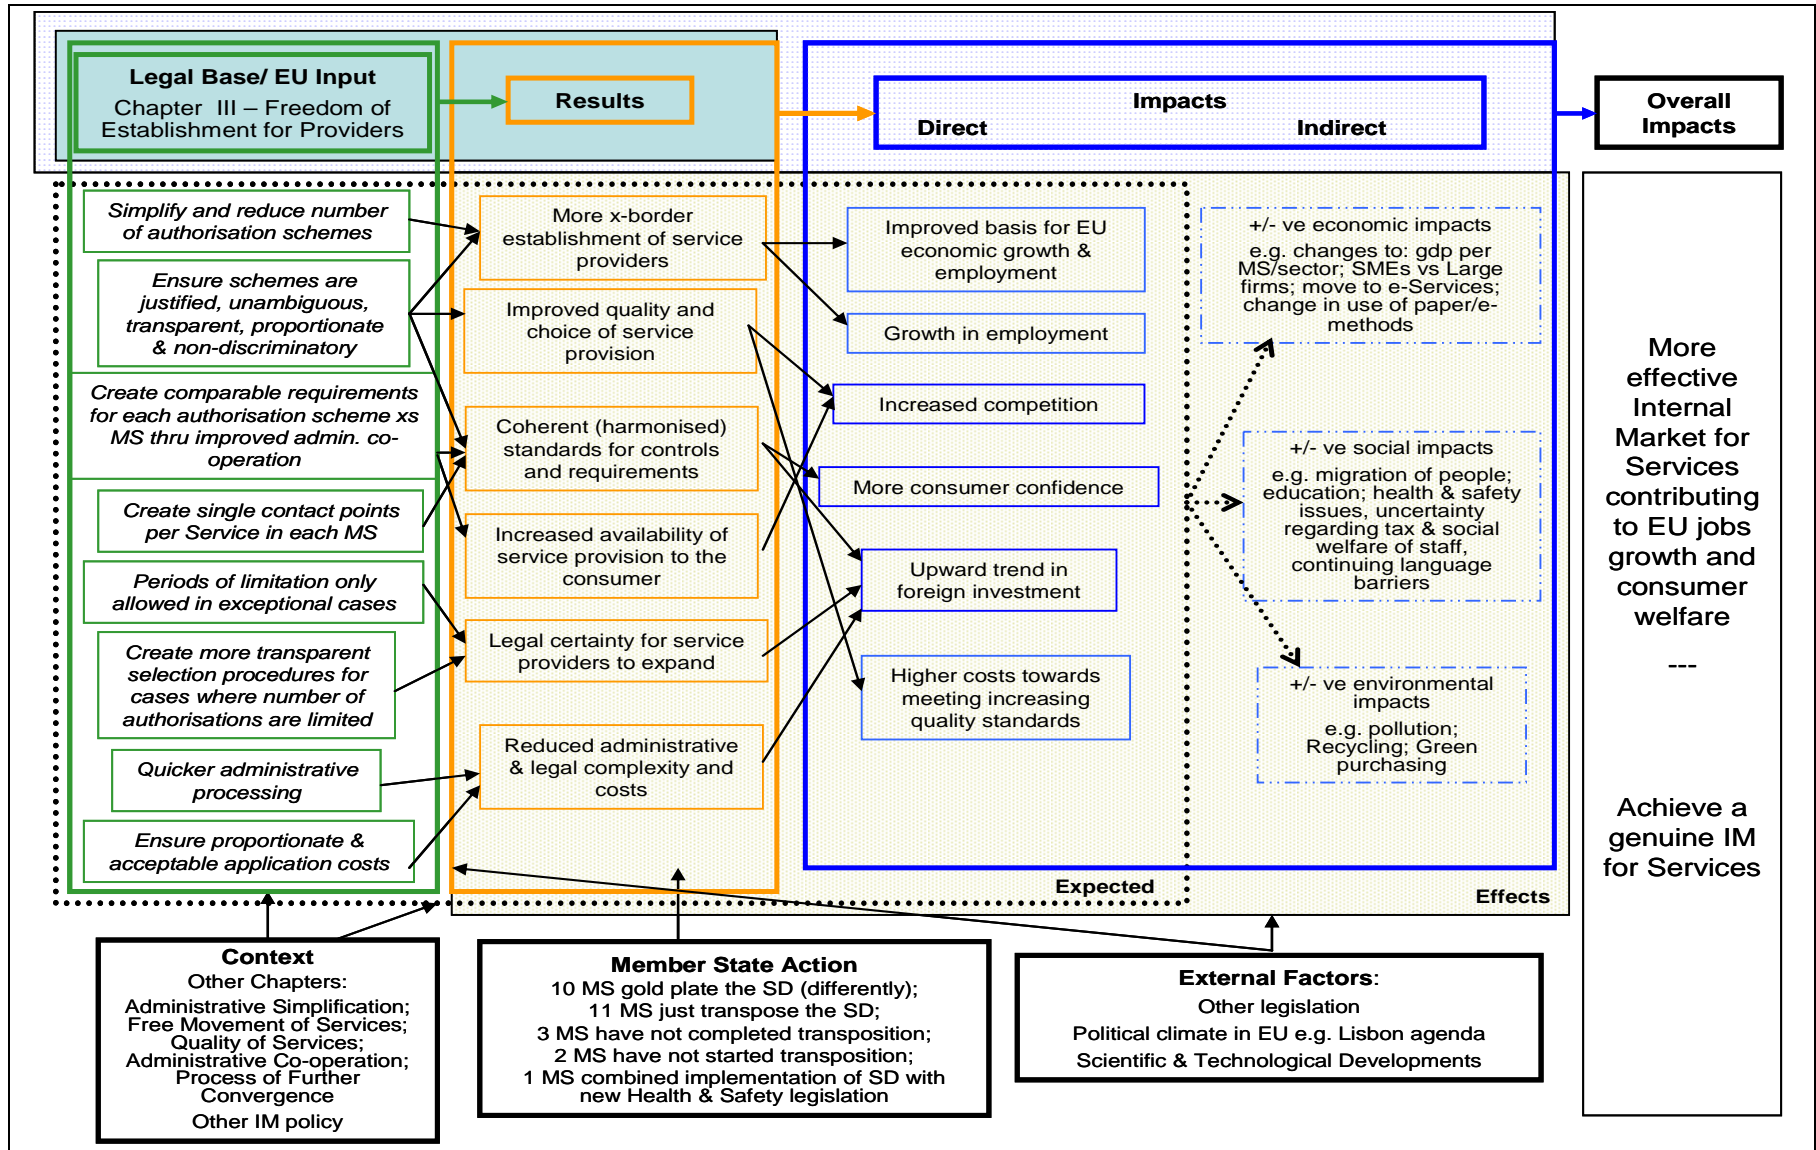 Legal Base/ EU Input
Chapter III – Freedom of
Establishment for Providers
Results
Impacts
Direct
Indirect
Overall
Impacts
Simplify and reduce number
of authorisation schemes
Ensure schemes are
justified, unambiguous,
transparent, proportionate
& non-discriminatory
Create comparable requirements
for each authorisation scheme xs
MS thru improved admin. co-
operation
Create single contact points
per Service in each MS
Periods of limitation only
allowed in exceptional cases
Create more transparent
selection procedures for
cases where number of
authorisations are limited
Quicker administrative
processing
Ensure proportionate &
acceptable application costs
More x-border
establishment of service
providers
Improved quality and
choice of service
provision
Coherent (harmonised)
standards for controls
and requirements
Increased availability of
service provision to the
consumer
Legal certainty for service
providers to expand
Reduced administrative
& legal complexity and
costs
Improved basis for EU
economic growth &
employment
Growth in employment
Increased competition
More consumer confidence
Upward trend in
foreign investment
Higher costs towards
meeting increasing
quality standards
+/- ve economic impacts
e.g. changes to: gdp per
MS/sector; SMEs vs Large
firms; move to e-Services;
change in use of paper/e-
methods
+/- ve social impacts
e.g. migration of people;
education; health & safety
issues, uncertainty
regarding tax & social
welfare of staff,
continuing language
barriers
+/- ve environmental
impacts
e.g. pollution;
Recycling; Green
purchasing
More
effective
Internal
Market for
Services
contributing
to EU jobs
growth and
consumer
welfare
---
Achieve a
genuine IM
for Services
Expected
Effects
Context
Other Chapters:
Administrative Simplification;
Free Movement of Services;
Quality of Services;
Administrative Co-operation;
Process of Further
Convergence
Other IM policy
Member State Action
10 MS gold plate the SD (differently);
11 MS just transpose the SD;
3 MS have not completed transposition;
2 MS have not started transposition;
1 MS combined implementation of SD with
new Health & Safety legislation
External Factors:
Other legislation
Political climate in EU e.g. Lisbon agenda
Scientific & Technological Developments